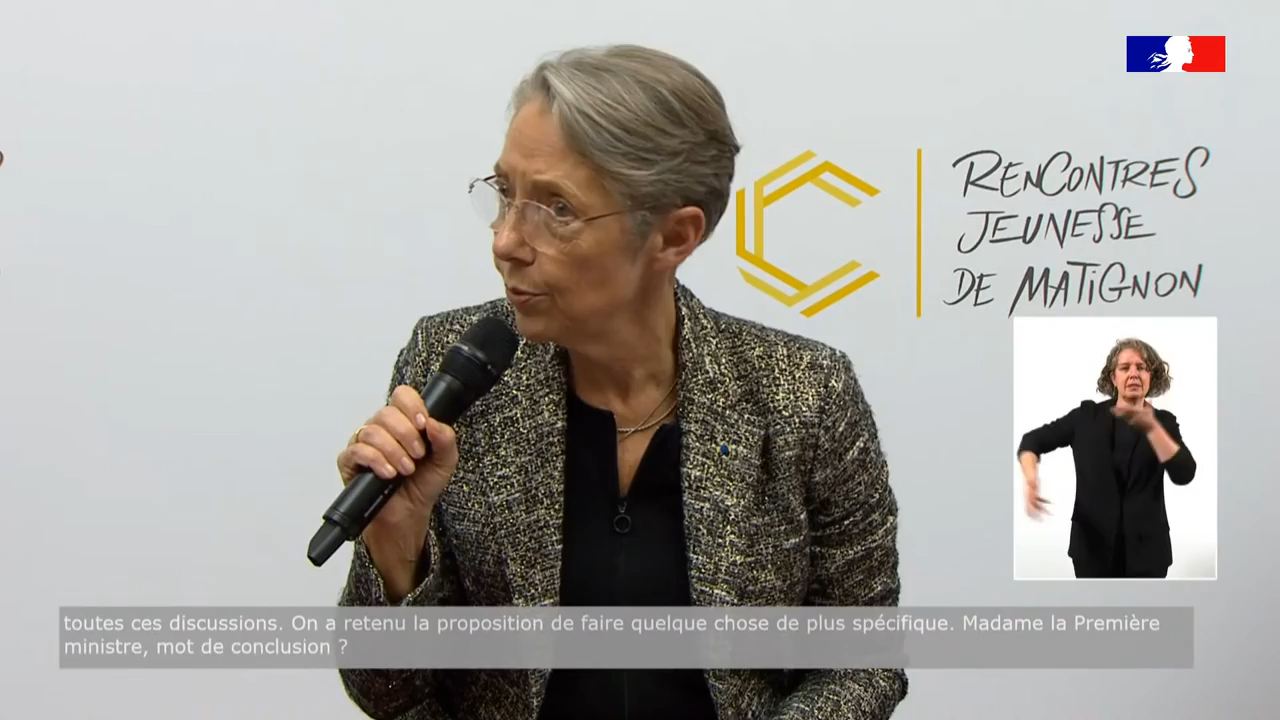 RENCONTRES
JEUNESSE
DE MATIGNON
toutes ces discussions. On a retenu la proposition de faire quelque chose de plus spécifique. Madame la Première
ministre, mot de conclusion ?